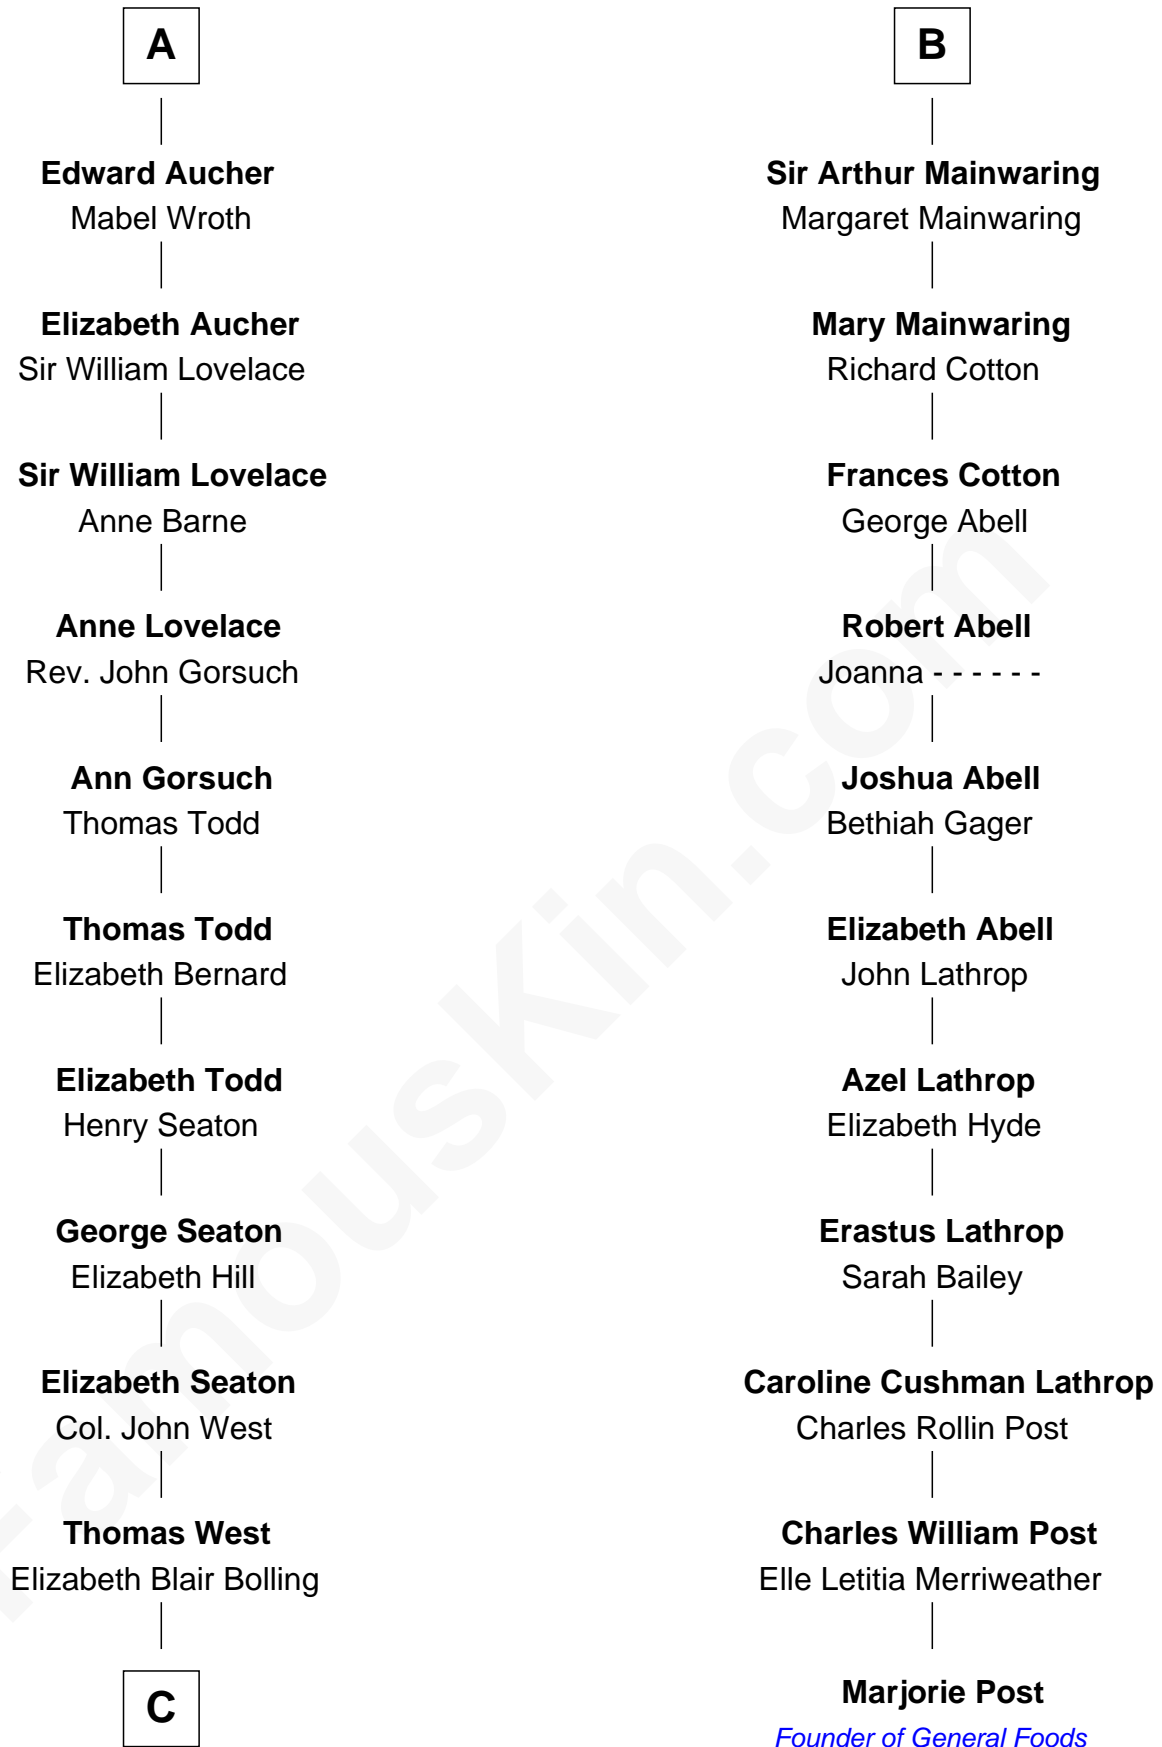 A
Edward Aucher
Mabel Wroth
Elizabeth Aucher
Sir William Lovelace
Sir William Lovelace
Anne Barne
Anne Lovelace
Rev. John Gorsuch
Ann Gorsuch
Thomas Todd
Thomas Todd
Elizabeth Bernard
Elizabeth Todd
Henry Seaton
George Seaton
Elizabeth Hill
Elizabeth Seaton
Col. John West
Thomas West
Elizabeth Blair Bolling
C
B
Sir Arthur Mainwaring
Margaret Mainwaring
Mary Mainwaring
Richard Cotton
Frances Cotton
George Abell
Robert Abell
Joanna - - - - - -
Joshua Abell
Bethiah Gager
Elizabeth Abell
John Lathrop
Azel Lathrop
Elizabeth Hyde
Erastus Lathrop
Sarah Bailey
Caroline Cushman Lathrop
Charles Rollin Post
Charles William Post
Elle Letitia Merriweather
Marjorie Post
Founder of General Foods
FamousKin.com